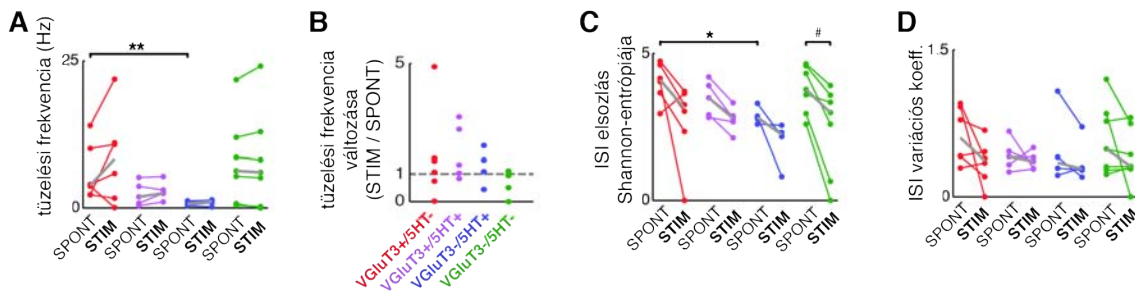 A
tüzelési frekvencia (Hz)
25
0
**
SPONT
STIM
SPONT
STIM
SPONT
STIM
SPONT
STIM
B
tüzelési frekvencia
változása
(STIM / SPONT)
5
1
0
VGluT3+/5HT-
VGluT3+/5HT+
VGluT3-/5HT+
VGluT3-/5HT-
C
ISI elsozlás
Shannon-entrópiája
5
0
*
#
SPONT
STIM
SPONT
STIM
SPONT
STIM
SPONT
STIM
D
ISI variációs koeff.
1.5
0
SPONT
STIM
SPONT
STIM
SPONT
STIM
SPONT
STIM